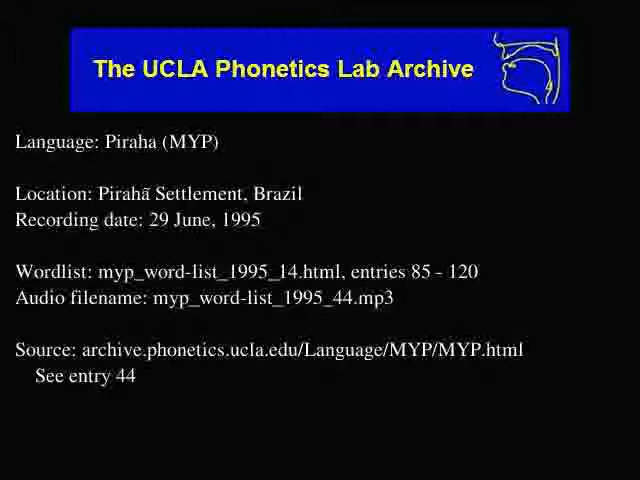 The UCLA Phonetics Lab Archive
Language: Piraha (MYP)
Location: Pirahã Settlement, Brazil
Recording date: 29 June, 1995
Wordlist: myp_word-list_1995_14.html, entries 85 - 120
Audio filename: myp_word-list_1995_44.mp3
Source: archive.phonetics.ucla.edu/Language/MYP/MYP.html
See entry 44